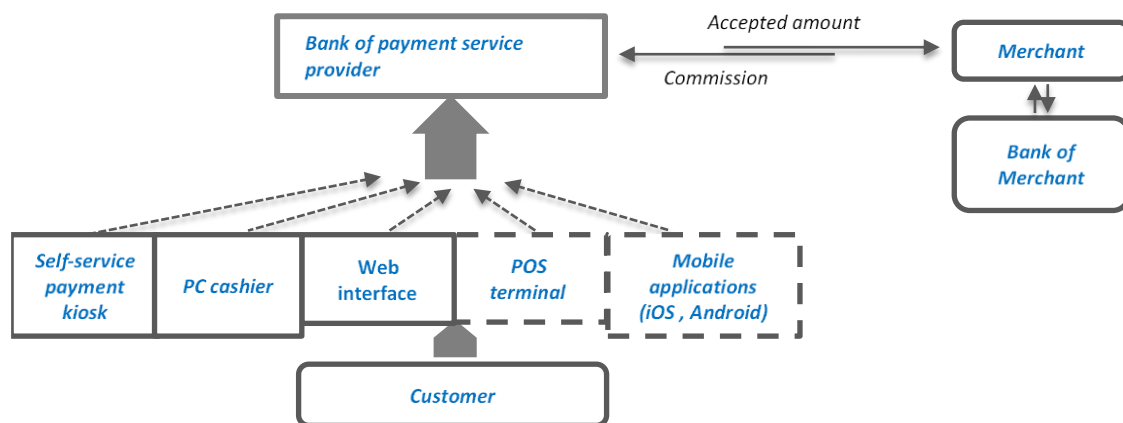 Accepted amount
Bank of payment service
provider
Merchant
Commission
Bank of
Merchant
Self-service
payment
kiosk
PC cashier
Web
interface
POS
terminal
Mobile
applications
(iOS , Android)
Customer